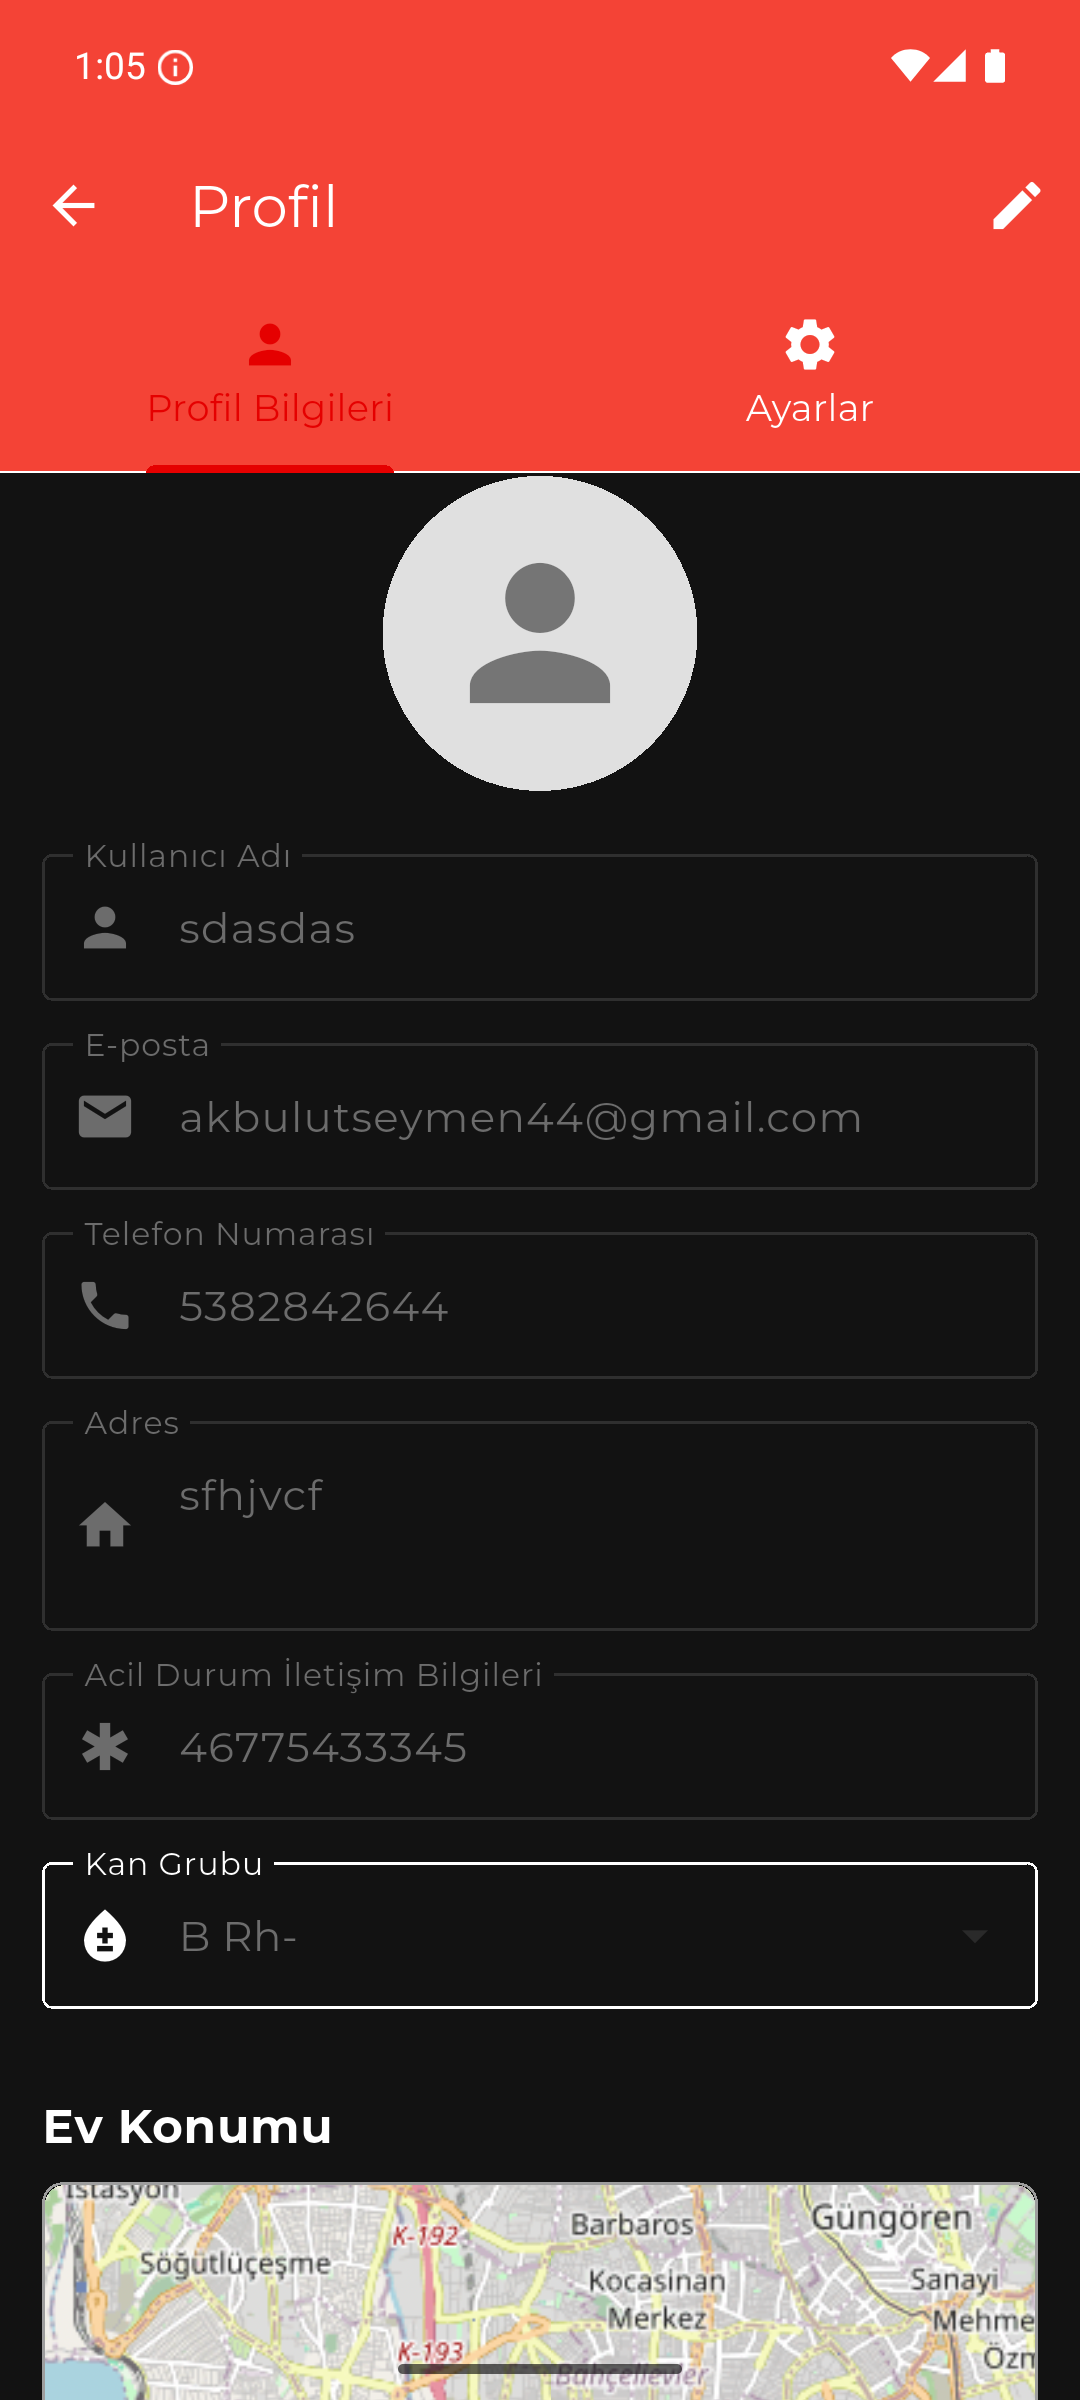 1:05
Profil
Profil Bilgileri
Ayarlar
Kullanıcı Adı
sdasdas
E-posta
akbulutseymen44@gmail.com
Telefon Numarası
5382842644
Adres
sfhjvcf
Acil Durum İletişim Bilgileri
46775433345
Kan Grubu
B Rh-
Ev Konumu
İstasyon
K-192
Barbaros
Güngören
Söğütlüçeşme
Kocasinan
Merkez
Sanayi
Mehme
K-193
Özn
Bahçelievler